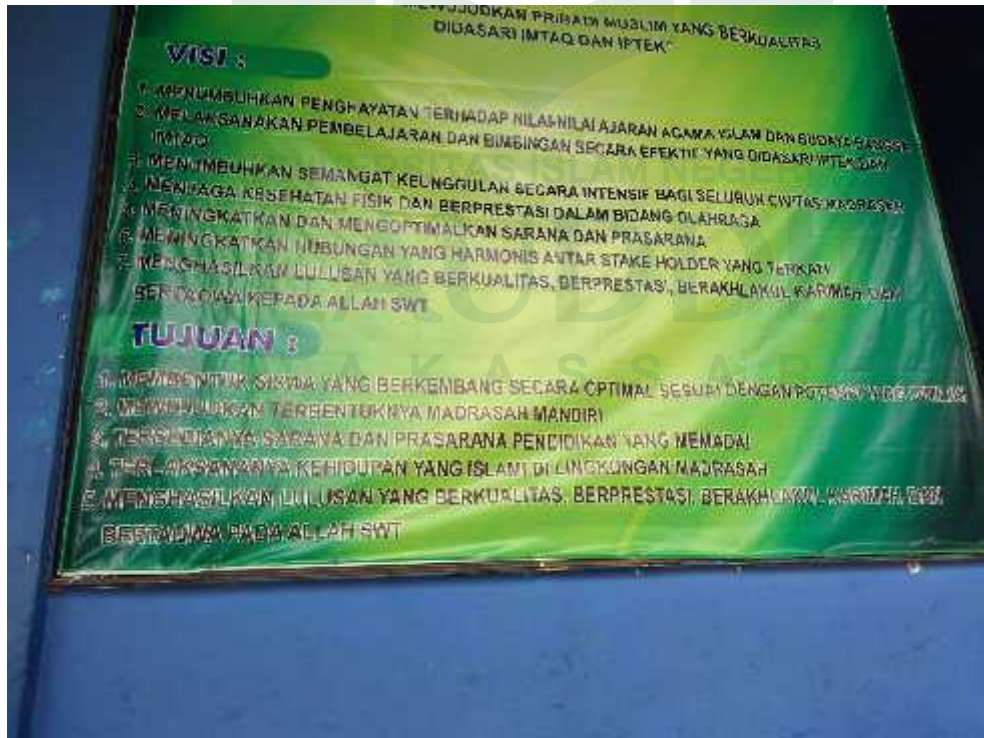 MEWUJUDKAN PRIBADI MUSLIM YANG BERKUALITAS
DIDASARI IMTAQ DAN IPTEK"
VISI :
1. MENUMBUHKAN PENGHAYATAN TERHADAP NILAI-NILAI AJARAN AGAMA ISLAM DAN BUDAYA BANGSA
2. MELAKSANAKAN PEMBELAJARAN DAN BIMBINGAN SECARA EFEKTIF YANG DIDASARI IPTEK DAN
IMTAQ
3. MENUMBUHKAN SEMANGAT KEUNGGULAN SECARA INTENSIF BAGI SELURUH CIVITAS MADRASAH
4. MENJAGA KESEHATAN FISIK DAN BERPRESTASI DALAM BIDANG OLAHRAGA
5. MENINGKATKAN DAN MENGOPTIMALKAN SARANA DAN PRASARANA
6. MENINGKATKAN HUBUNGAN YANG HARMONIS ANTAR STAKE HOLDER YANG TERKAIT
7. MENGHASILKAN LULUSAN YANG BERKUALITAS, BERPRESTASI, BERAKHLAKUL KARIMAH DAN
BERTAQWA KEPADA ALLAH SWT
TUJUAN :
1. MEMBENTUK SISWA YANG BERKEMBANG SECARA OPTIMAL SESUAI DENGAN POTENSI YANG
2. MEWUJUDKAN TERBENTUKNYA MADRASAH MANDIRI
3. TERSEDIANYA SARANA DAN PRASARANA PENDIDIKAN YANG MEMADAI
4. TERLAKSANANYA KEHIDUPAN YANG ISLAMI DI LINGKUNGAN MADRASAH
5. MENGHASILKAN LULUSAN YANG BERKUALITAS, BERPRESTASI, BERAKHLAKUL KARIMAH, DAN
BERTAQWA PADA ALLAH SWT
UNIVERSITAS ISLAM NEGERI